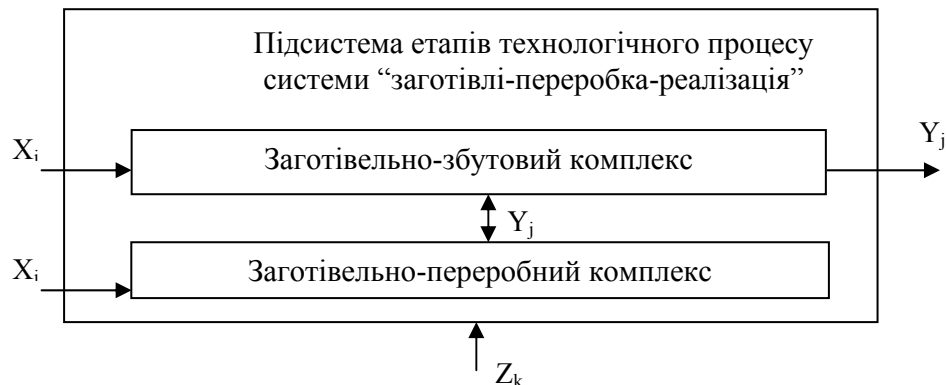 Підсистема етапів технологічного процесу
системи “заготівлі-переробка-реалізація”
Xi
Заготівельно-збутовий комплекс
Yj
Yj
Xi
Заготівельно-переробний комплекс
Zk